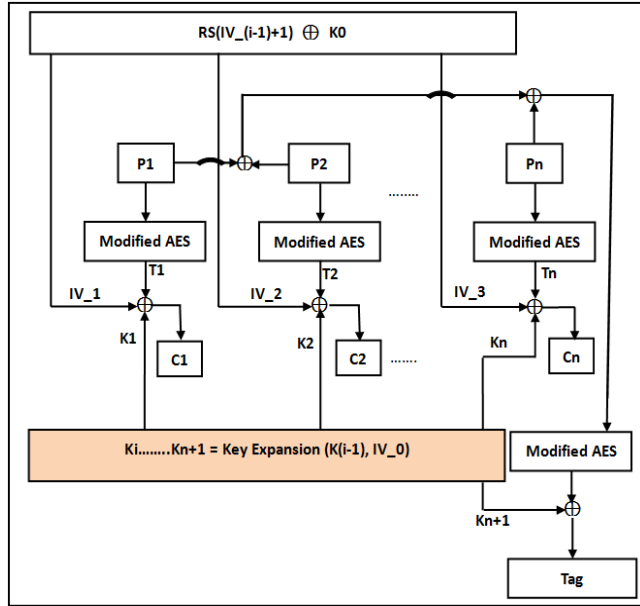 RS(IV_(i-1)+1) ⊕ K0
P1
P2
Pn
........
Modified AES
Modified AES
Modified AES
T1
T2
Tn
IV_1
IV_2
IV_3
K1
K2
Kn
C1
C2
.......
Cn
Ki........Kn+1 = Key Expansion (K(i-1), IV_0)
Modified AES
Kn+1
Tag